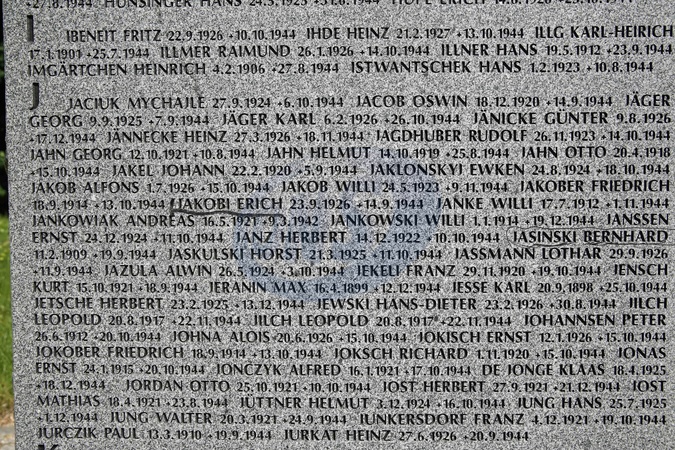 +27.8.1944 HUNSINGER HANS 24.5.1925 +31.8.1944 HUPE ERICH
I
IBENEIT FRITZ 22.9.1926 +10.10.1944 IHDE HEINZ 21.2.1927 +13.10.1944 ILLG KARL-HEIRICH
17.1.1901 +25.7.1944 ILLMER RAIMUND 26.1.1926 +14.10.1944 ILLNER HANS 19.5.1912 +23.9.1944
IMGÄRTCHEN HEINRICH 4.2.1906 +27.8.1944 ISTWANTSCHEK HANS 1.2.1923 +10.8.1944
J
JACIUK MYCHAJLE 27.9.1924 +6.10.1944 JACOB OSWIN 18.12.1920 +14.9.1944 JÄGER
GEORG 9.9.1925 +7.9.1944 JÄGER KARL 6.2.1926 +26.10.1944 JÄNICKE GÜNTER 9.8.1926
+17.12.1944 JÄNNECKE HEINZ 27.3.1926 +18.11.1944 JAGDHUBER RUDOLF 26.11.1923 +14.10.1944
JAHN GEORG 12.10.1921 +10.8.1944 JAHN HELMUT 14.10.1919 +25.8.1944 JAHN OTTO 20.4.1918
+15.10.1944 JAKEL JOHANN 22.2.1920 +5.9.1944 JAKLONSKYJ EWKEN 24.8.1924 +18.10.1944
JAKOB ALFONS 1.7.1926 +15.10.1944 JAKOB WILLI 24.5.1923 +9.11.1944 JAKOBER FRIEDRICH
18.9.1914 +13.10.1944 JAKOBI ERICH 23.9.1926 +14.9.1944 JANKE WILLI 17.7.1912 +1.11.1944
JANKOWIAK ANDREAS 16.5.1921 +9.3.1942 JANKOWSKI WILLI 1.1.1914 +19.12.1944 JANSSEN
ERNST 24.12.1924 +11.10.1944 JANZ HERBERT 14.12.1922 +10.10.1944 JASINSKI BERNHARD
11.2.1909 +19.9.1944 JASKULSKI HORST 21.3.1925 +11.10.1944 JASSMANN LOTHAR 29.9.1926
+11.9.1944 JAZULA ALWIN 26.5.1924 +3.10.1944 JEKELI FRANZ 29.11.1920 +19.10.1944 JENSCH
KURT 15.10.1921 +18.9.1944 JERANIN MAX 16.4.1899 +12.12.1944 JESSE KARL 20.9.1898 +25.10.1944
JETSCHE HERBERT 23.2.1925 +13.12.1944 JEWSKI HANS-DIETER 23.2.1926 +30.8.1944 JILCH
LEOPOLD 20.8.1917 +22.11.1944 JILCH LEOPOLD 20.8.1917 +22.11.1944 JOHANNSEN PETER
26.6.1912 +20.10.1944 JOHNA ALOIS +20.6.1926 +15.10.1944 JOKISCH ERNST 12.1.1926 +15.10.1944
JOKOBER FRIEDRICH 18.9.1914 +13.10.1944 JOKSCH RICHARD 1.11.1920 +15.10.1944 JONAS
ERNST 24.1.1915 +20.10.1944 JONCZYK ALFRED 16.1.1921 +17.10.1944 DE JONGE KLAAS 18.4.1925
+18.12.1944 JORDAN OTTO 25.10.1921 +10.10.1944 JOST HERBERT 27.9.1921 +21.12.1944 JOST
MATHIAS 18.4.1921 +23.8.1944 JÜTTNER HELMUT 3.12.1924 +16.10.1944 JUNG HANS 25.7.1925
+1.12.1944 JUNG WALTER 20.3.1921 +24.9.1944 JUNKERSDORF FRANZ 4.12.1921 +19.10.1944
JURCZIK PAUL 13.3.1910 +19.9.1944 JURKAT HEINZ 27.6.1926 +20.9.1944